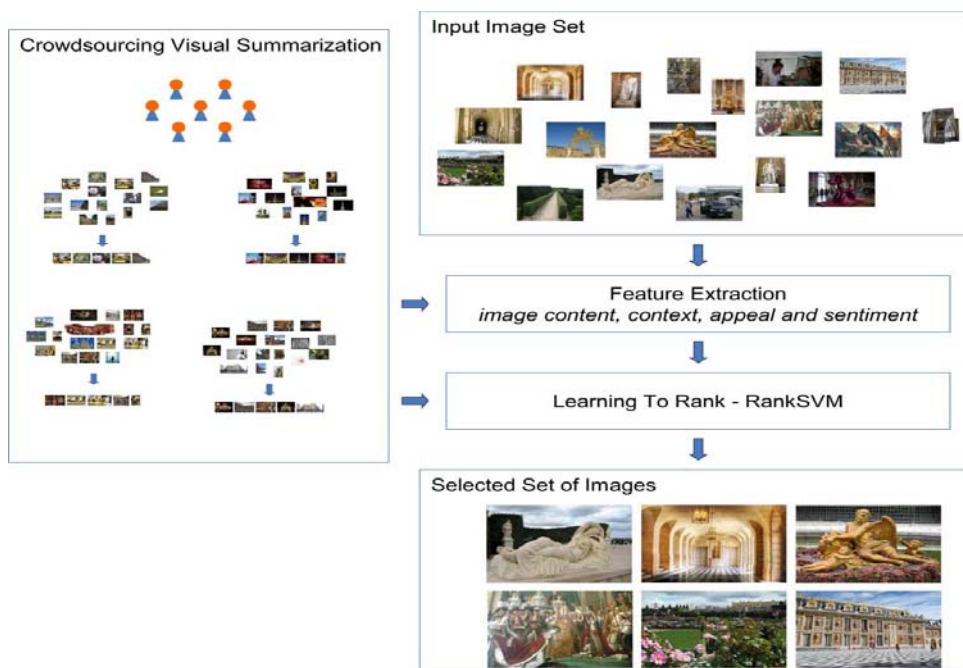 Crowdsourcing Visual Summarization
Input Image Set
Feature Extraction
image content, context, appeal and sentiment
Learning To Rank - RankSVM
Selected Set of Images